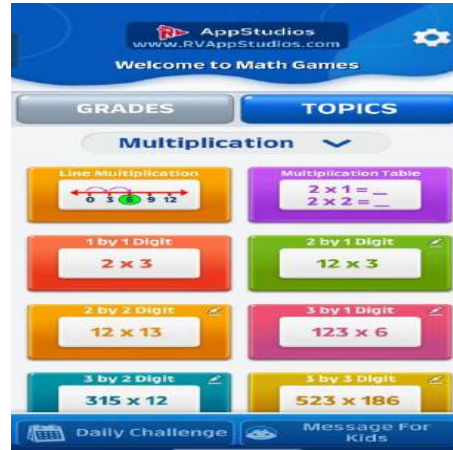 AppStudios
www.RVAppStudios.com
Welcome to Math Games
GRADES
TOPICS
Multiplication
Line Multiplication
0 3 6 9 12
Multiplication Table
2 x 1 = _
2 x 2 = _
1 by 1 Digit
2 x 3
2 by 1 Digit
12 x 3
2 by 2 Digit
12 x 13
3 by 1 Digit
123 x 6
3 by 2 Digit
315 x 12
3 by 3 Digit
523 x 186
Daily Challenge
Message For
Kids